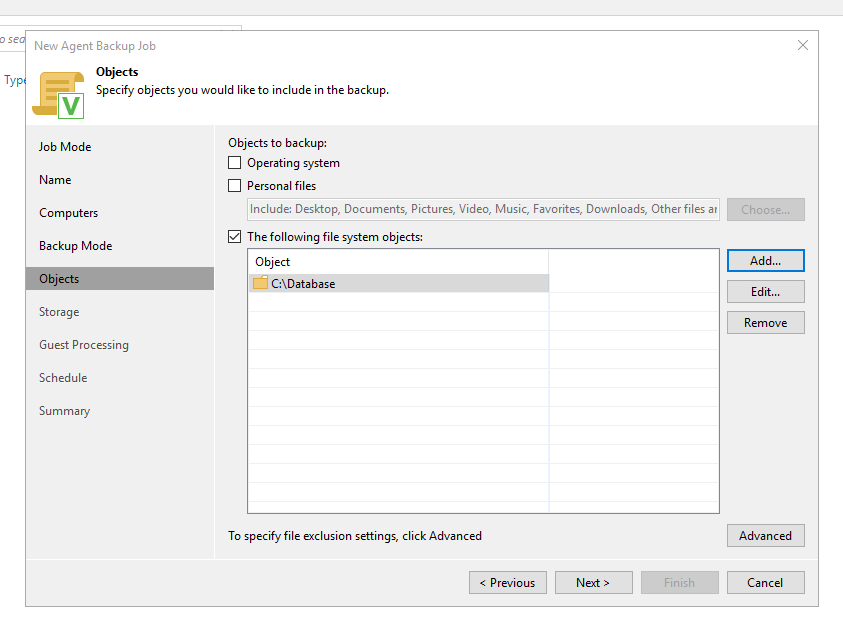 o sea
Type
New Agent Backup Job
V
Objects
Specify objects you would like to include in the backup.
Job Mode
Name
Computers
Backup Mode
Objects
Storage
Guest Processing
Schedule
Summary
Objects to backup:
Operating system
Personal files
Include: Desktop, Documents, Pictures, Video, Music, Favorites, Downloads, Other files ar
Choose...
The following file system objects:
Object
C:\Database
Add...
Edit...
Remove
To specify file exclusion settings, click Advanced
Advanced
< Previous
Next >
Finish
Cancel